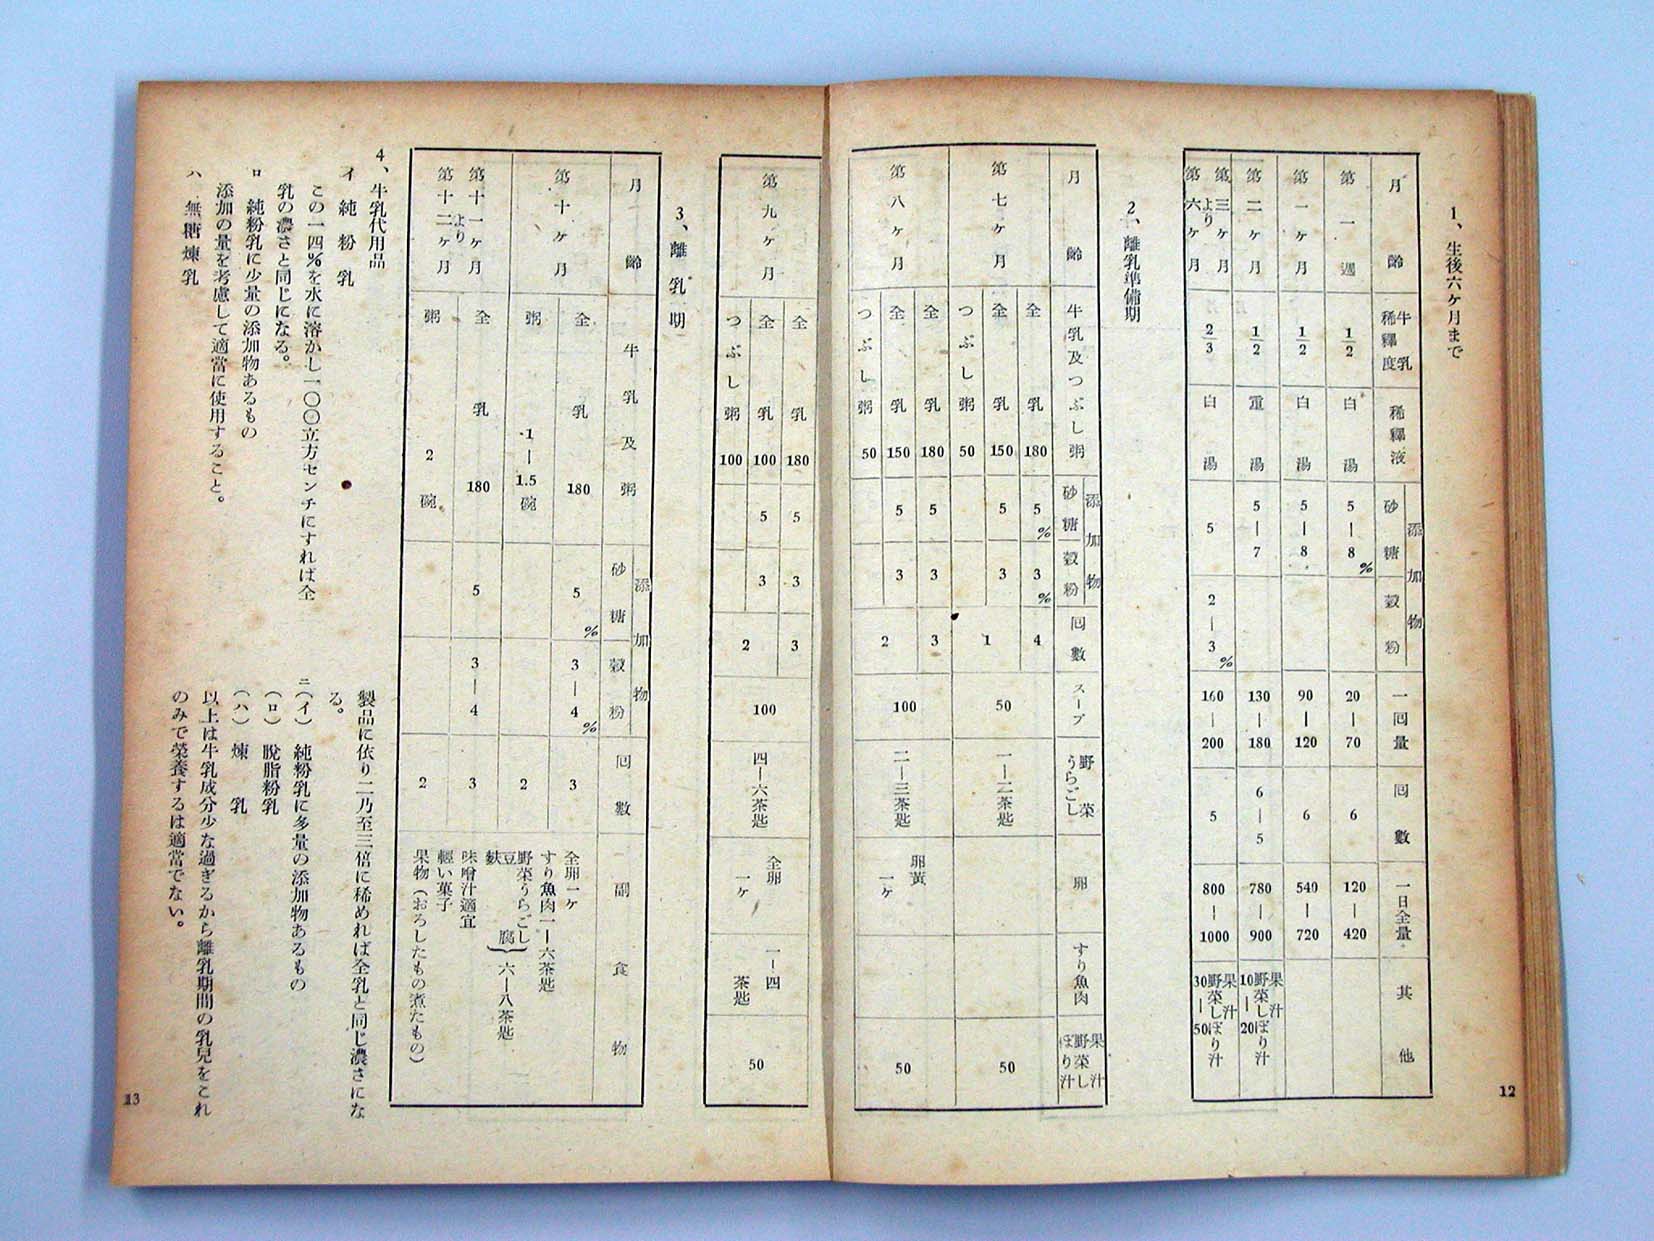 1、生後六ヶ月まで
月齢
牛乳稀釋度
稀釋液
添加物
砂糖
穀粉
一回量
回數
一日全量
其他
第一週
1/2
白湯
5―8%
20―70
6
120―420
第一ヶ月
1/2
白湯
5―8
90―120
6
540―720
第二ヶ月
1/2
重湯
5―7
130―180
6―5
780―900
果汁
野菜しぼり汁
10―20
第三ヶ月より第六ヶ月
2/3
白湯
5
2―3%
160―200
5
800―1000
果汁
野菜しぼり汁
30―50
2、離乳準備期
月齢
牛乳及つぶし粥
添加物
砂糖
穀粉
回數
スープ
野菜うらごし
卵
すり魚肉
果汁
野菜しぼり汁
第七ヶ月
全乳 180
5%
3%
4
全乳 150
5
3
つぶし粥 50
1
50
一―二茶匙
50
第八ヶ月
全乳 180
5
3
3
全乳 150
5
3
つぶし粥 50
2
100
二―三茶匙
卵黄一ヶ
50
12
第九ヶ月
全乳 180
5
3
3
全乳 100
5
3
つぶし粥 100
2
100
四―六茶匙
全卵一ヶ
一―四茶匙
50
3、離乳期
月齢
牛乳及粥
添加物
砂糖
穀粉
回數
副食物
第十ヶ月
全乳 180
5%
3―4%
3
粥 1―1.5碗
2
第十一ヶ月より第十二ヶ月
全乳 180
5
3―4
3
粥 2碗
2
全卵一ヶ
すり魚肉一―六茶匙
野菜うらごし
豆腐
麩
六―八茶匙
味噌汁適宜
輕い菓子
果物(おろしたもの煮たもの)
4、牛乳代用品
イ 純粉乳
この一四%を水に溶かし一〇〇立方センチにすれば全
乳の濃さと同じになる。
ロ 純粉乳に少量の添加物あるもの
添加の量を考慮して適當に使用すること。
ハ 無糖煉乳
製品に依り二乃至三倍に稀めれば全乳と同じ濃さにな
る。
ニ(イ) 純粉乳に多量の添加物あるもの
(ロ) 脫脂粉乳
(ハ) 煉乳
以上は牛乳成分少な過ぎるから離乳期間の乳兒をこれ
のみで榮養するは適當でない。
13